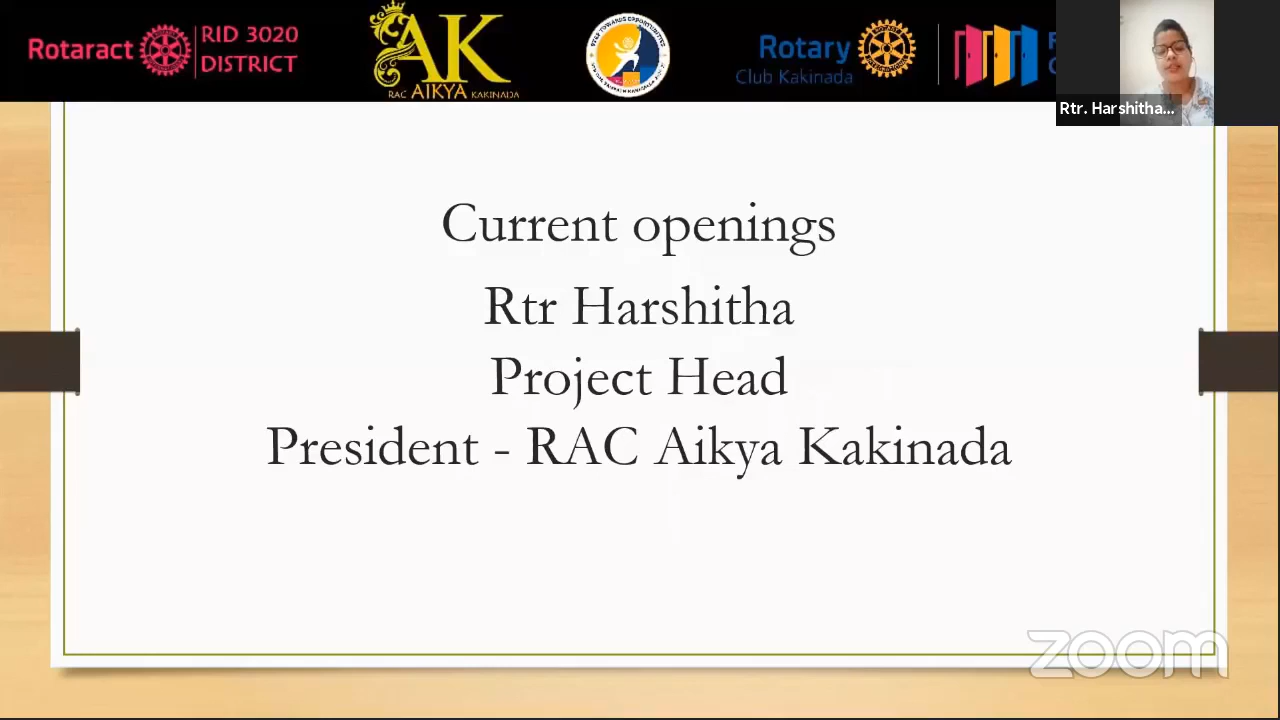 Rotaract RID 3020 DISTRICT
AK
RAC AIKYA KAKINADA
Rotary
Club Kakinada
Rtr. Harshitha...
Current openings
Rtr Harshitha
Project Head
President - RAC Aikya Kakinada
zoom